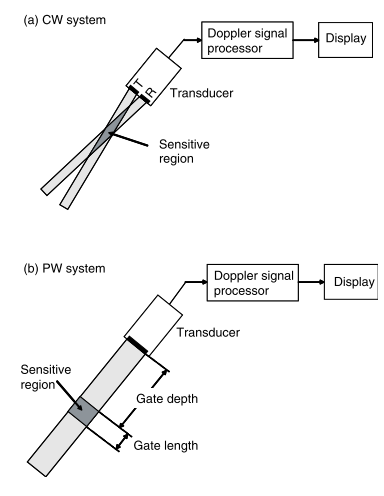 (a) CW system
Doppler signal
processor
Display
T
R
Transducer
Sensitive
region
(b) PW system
Doppler signal
processor
Display
Transducer
Sensitive
region
Gate depth
Gate length